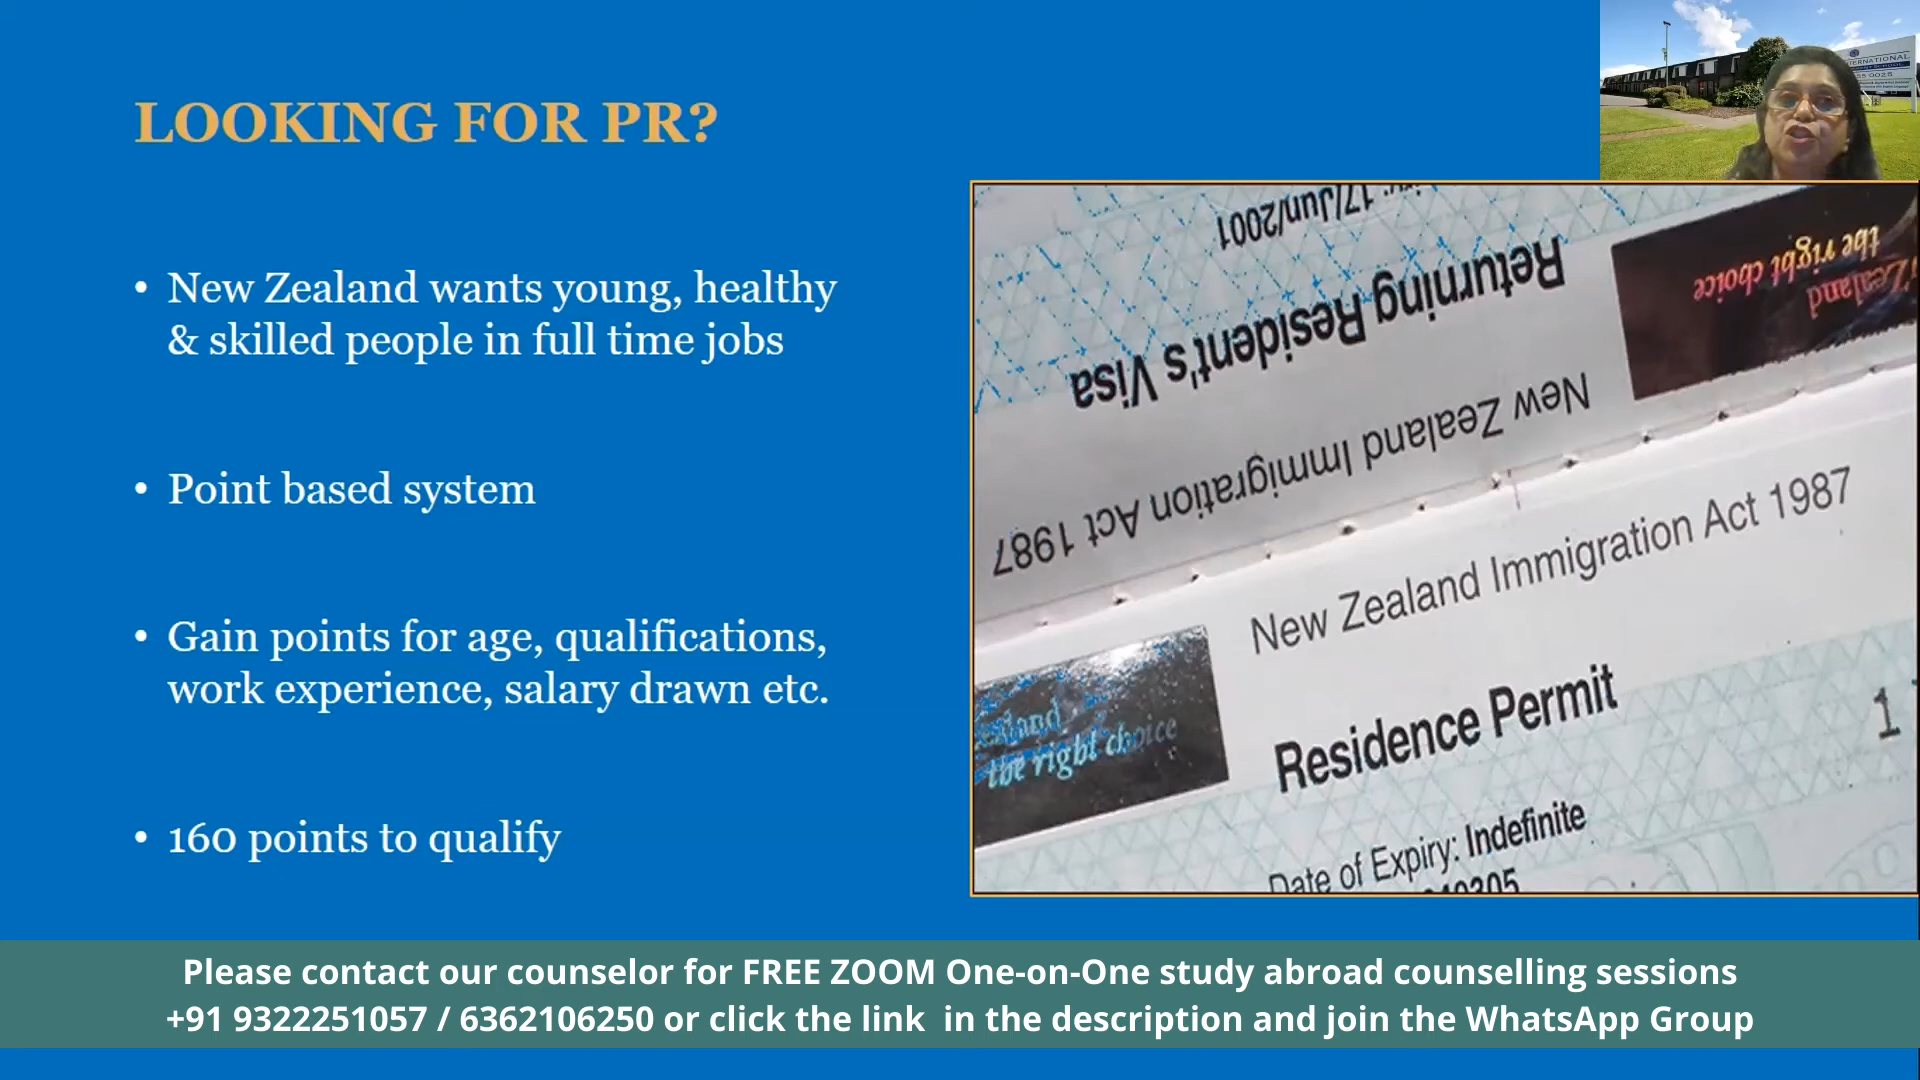 LOOKING FOR PR?
• New Zealand wants young, healthy
& skilled people in full time jobs
• Point based system
• Gain points for age, qualifications,
work experience, salary drawn etc.
• 160 points to qualify
17/Jun/2001
Returning Resident's Visa
New Zealand Immigration Act 1987
Zealand
the right choice
New Zealand Immigration Act 1987
Residence Permit
the right choice
1
Date of Expiry: Indefinite
Please contact our counselor for FREE ZOOM One-on-One study abroad counselling sessions
+91 9322251057 / 6362106250 or click the link in the description and join the WhatsApp Group